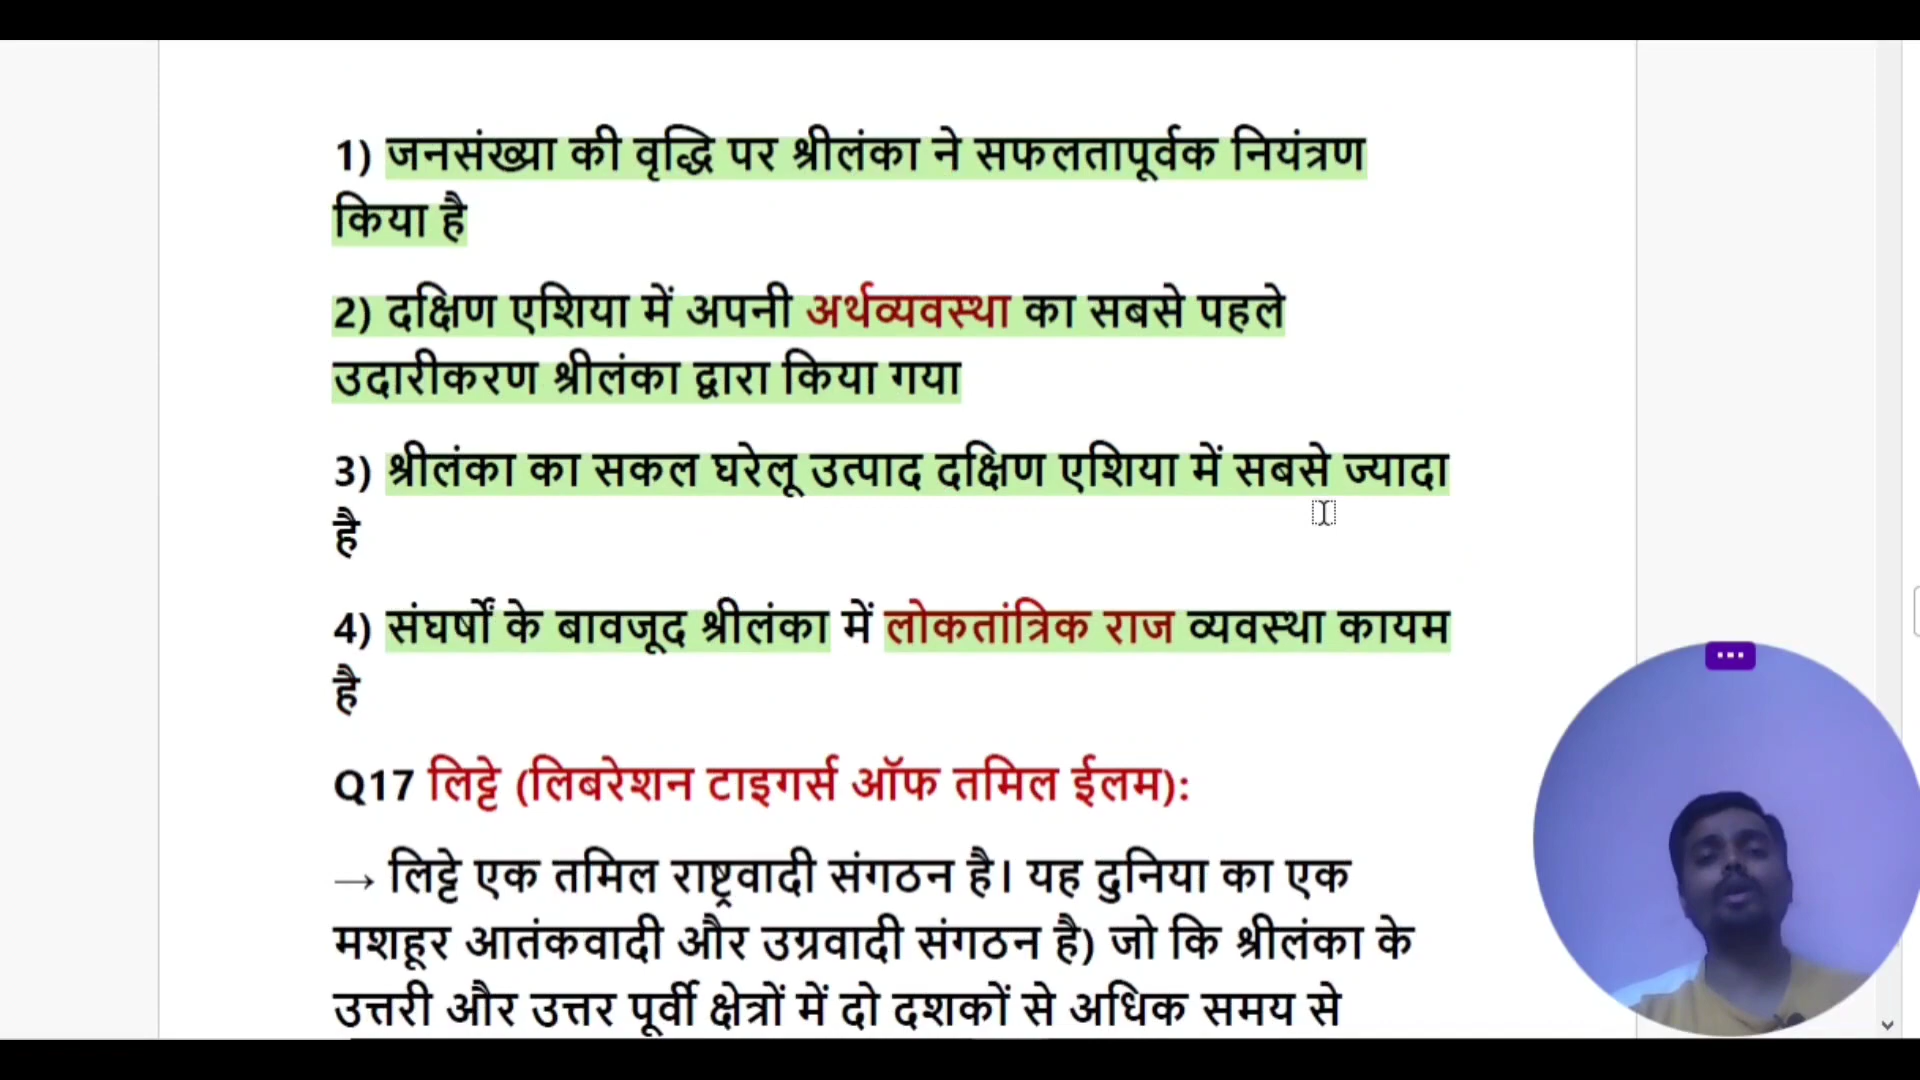 1) जनसंख्या की वृद्धि पर श्रीलंका ने सफलतापूर्वक नियंत्रण
किया है
2) दक्षिण एशिया में अपनी अर्थव्यवस्था का सबसे पहले
उदारीकरण श्रीलंका द्वारा किया गया
3) श्रीलंका का सकल घरेलू उत्पाद दक्षिण एशिया में सबसे ज्यादा
है
4) संघर्षों के बावजूद श्रीलंका में लोकतांत्रिक राज व्यवस्था कायम
है
Q17 लिट्टे (लिबरेशन टाइगर्स ऑफ तमिल ईलम):
→ लिट्टे एक तमिल राष्ट्रवादी संगठन है। यह दुनिया का एक
मशहूर आतंकवादी और उग्रवादी संगठन है) जो कि श्रीलंका के
उत्तरी और उत्तर पूर्वी क्षेत्रों में दो दशकों से अधिक समय से